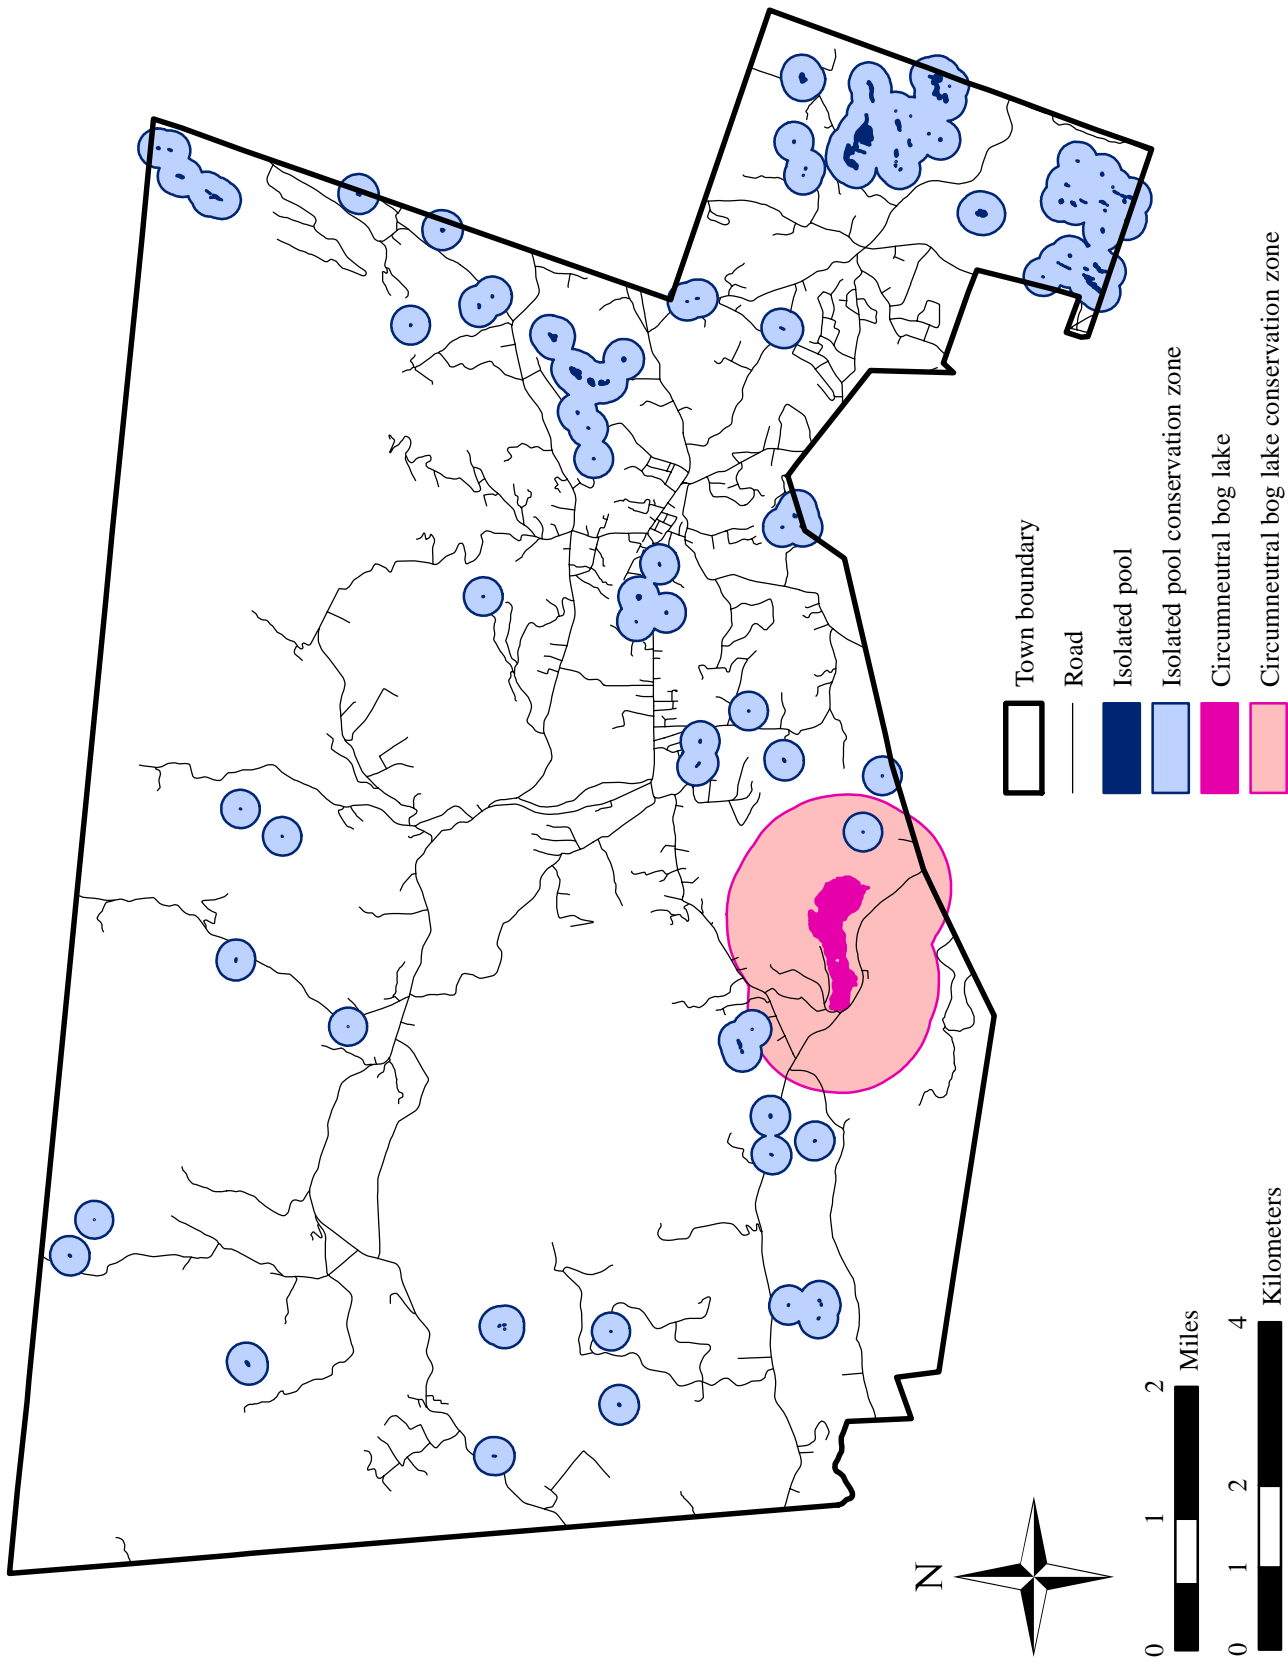 N
0 1 2
Miles
0 1 2 4
Kilometers
Town boundary
Road
Isolated pool
Isolated pool conservation zone
Circumneutral bog lake
Circumneutral bog lake conservation zone